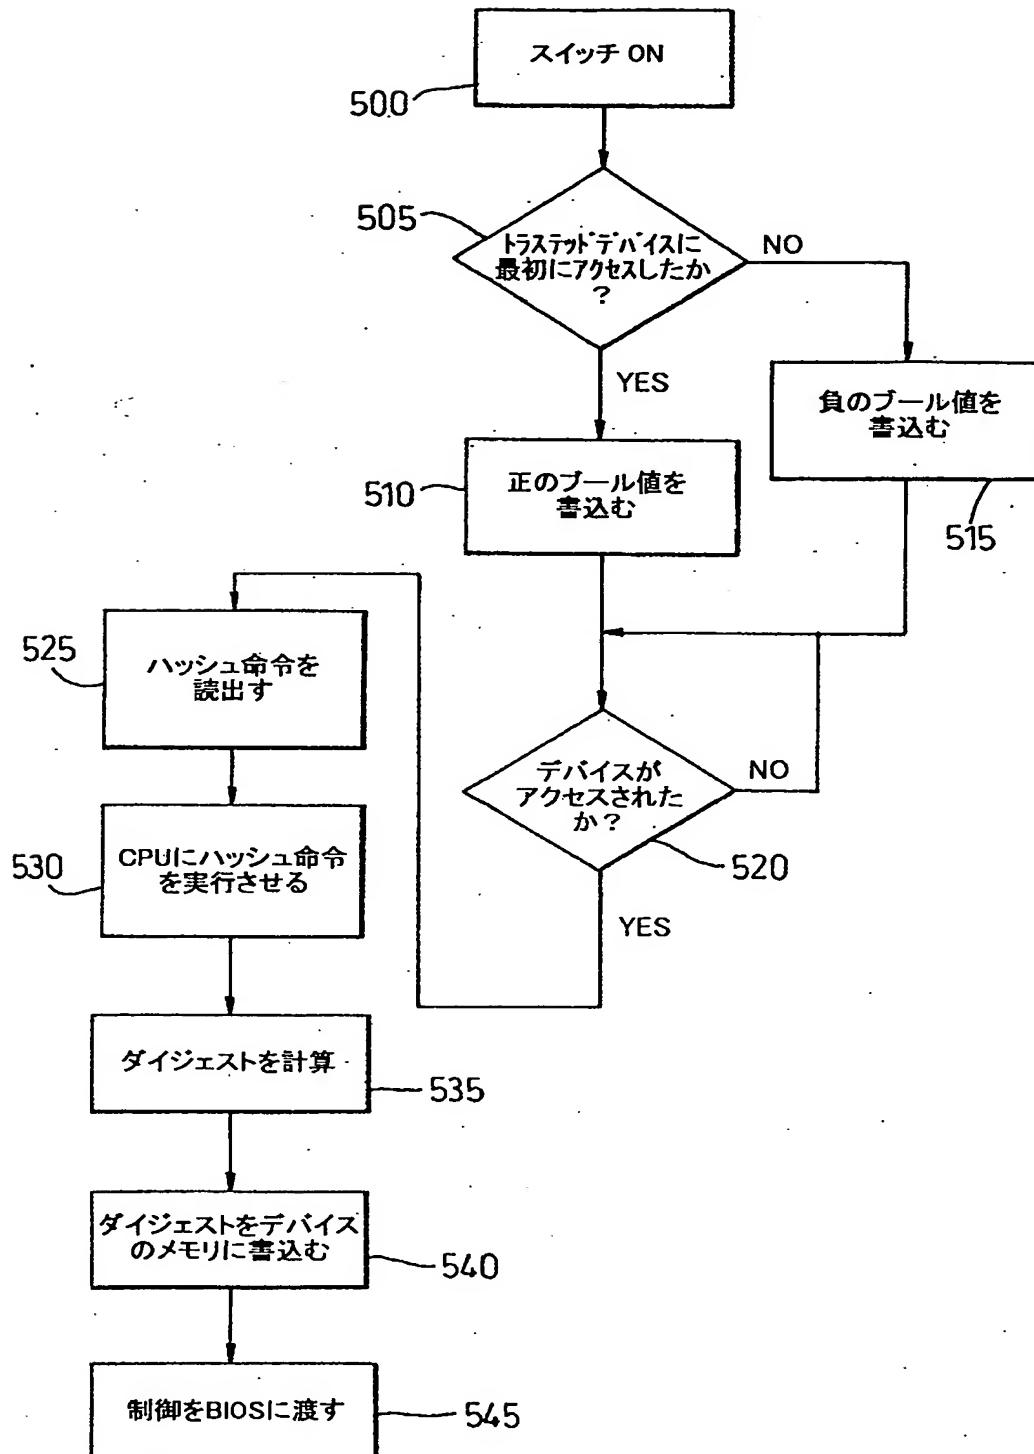 スイッチ ON
500
505
トラステッドデバイスに
最初にアクセスしたか
?
NO
YES
負のブール値を
書込む
515
510
正のブール値を
書込む
525
ハッシュ命令を
読出す
デバイスが
アクセスされた
か?
NO
520
YES
530
CPUにハッシュ命令
を実行させる
ダイジェストを計算
535
ダイジェストをデバイス
のメモリに書込む
540
制御をBIOSに渡す
545